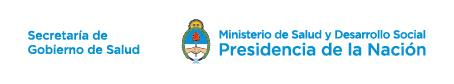 Secretaría de
Gobierno de Salud
Ministerio de Salud y Desarrollo Social
Presidencia de la Nación